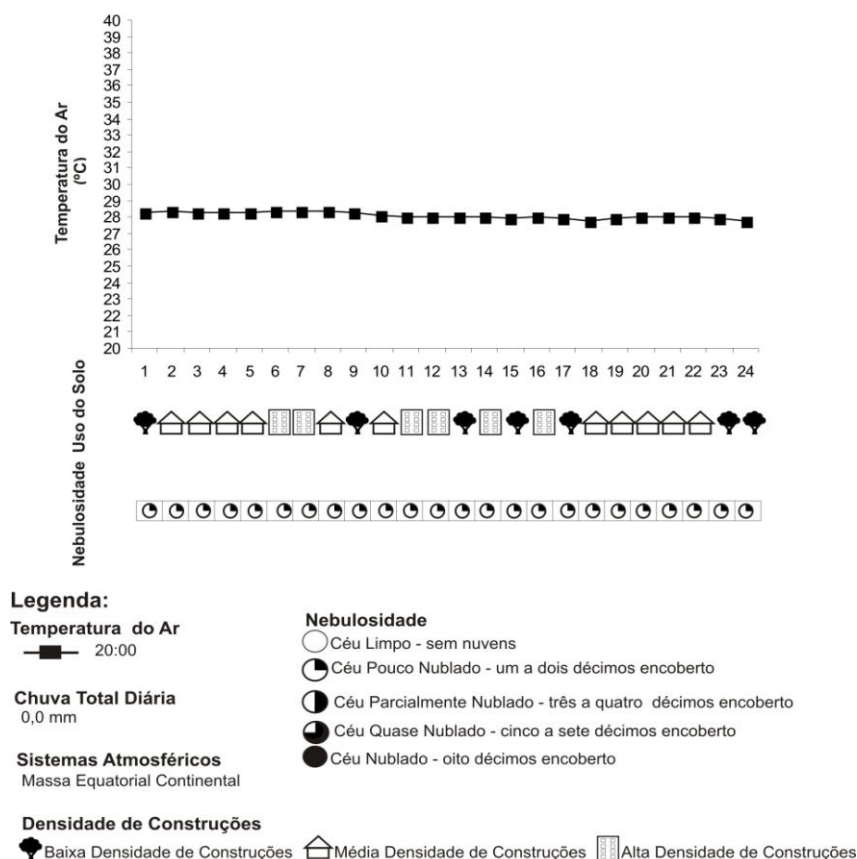 40
39
38
37
36
35
34
33
32
31
30
29
28
27
26
25
24
23
22
21
20
Temperatura do Ar
(ºC)
1 2 3 4 5 6 7 8 9 10 11 12 13 14 15 16 17 18 19 20 21 22 23 24
Uso do Solo
Nebulosidade
Legenda:
Temperatura do Ar
20:00
Chuva Total Diária
0,0 mm
Sistemas Atmosféricos
Massa Equatorial Continental
Nebulosidade
Céu Limpo - sem nuvens
Céu Pouco Nublado - um a dois décimos encoberto
Céu Parcialmente Nublado - três a quatro décimos encoberto
Céu Quase Nublado - cinco a sete décimos encoberto
Céu Nublado - oito décimos encoberto
Densidade de Construções
Baixa Densidade de Construções Média Densidade de Construções Alta Densidade de Construções